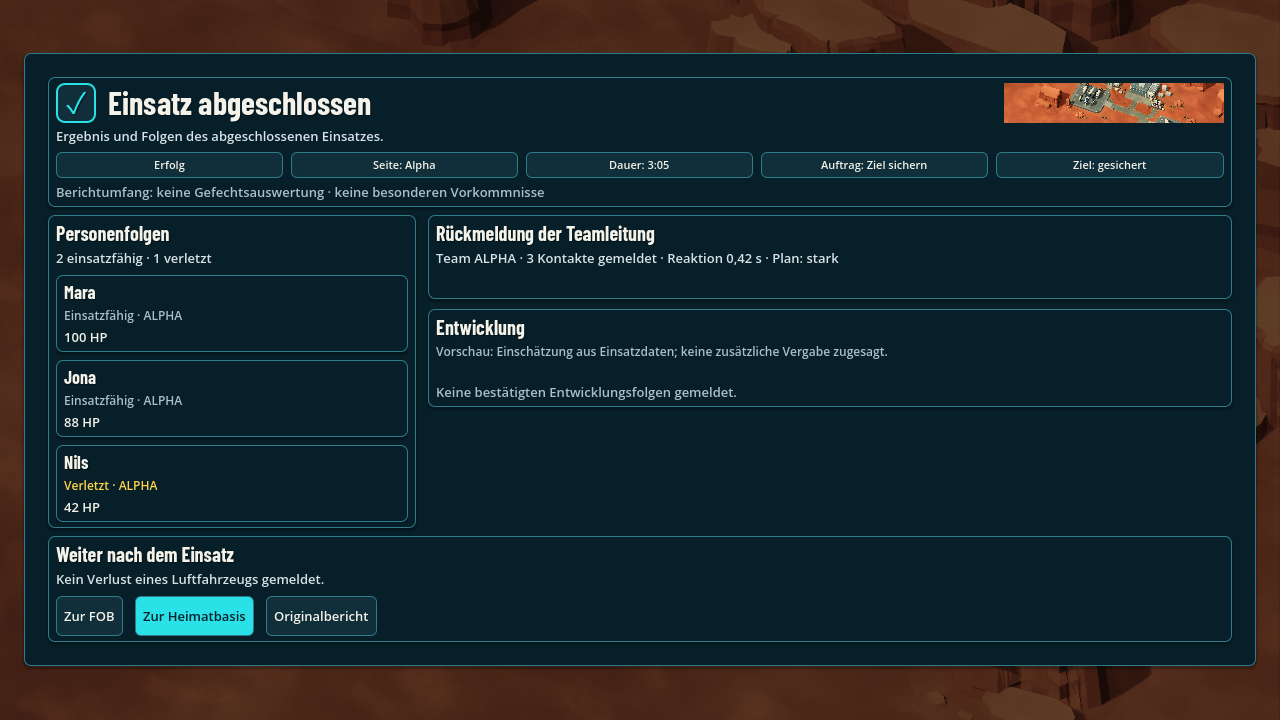 Einsatz abgeschlossen
Ergebnis und Folgen des abgeschlossenen Einsatzes.
Erfolg
Seite: Alpha
Dauer: 3:05
Auftrag: Ziel sichern
Ziel: gesichert
Berichtumfang: keine Gefechtsauswertung · keine besonderen Vorkommnisse
Personenfolgen
2 einsatzfähig · 1 verletzt
Mara
Einsatzfähig · ALPHA
100 HP
Jona
Einsatzfähig · ALPHA
88 HP
Nils
Verletzt · ALPHA
42 HP
Rückmeldung der Teamleitung
Team ALPHA · 3 Kontakte gemeldet · Reaktion 0,42 s · Plan: stark
Entwicklung
Vorschau: Einschätzung aus Einsatzdaten; keine zusätzliche Vergabe zugesagt.
Keine bestätigten Entwicklungsfolgen gemeldet.
Weiter nach dem Einsatz
Kein Verlust eines Luftfahrzeugs gemeldet.
Zur FOB
Zur Heimatbasis
Originalbericht